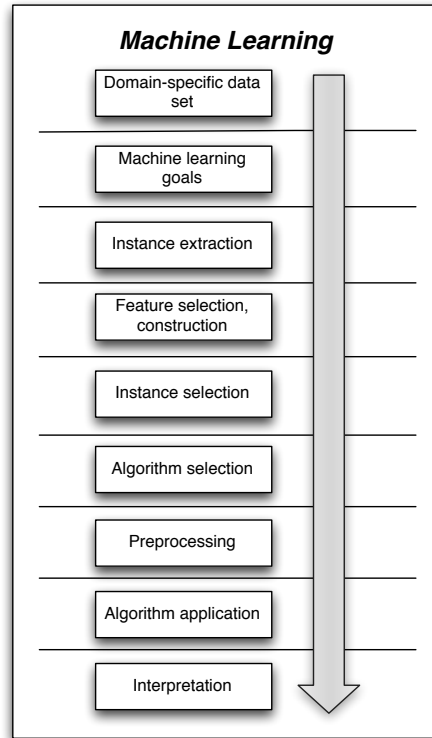 Machine Learning
Domain-specific data
set
Machine learning
goals
Instance extraction
Feature selection,
construction
Instance selection
Algorithm selection
Preprocessing
Algorithm application
Interpretation